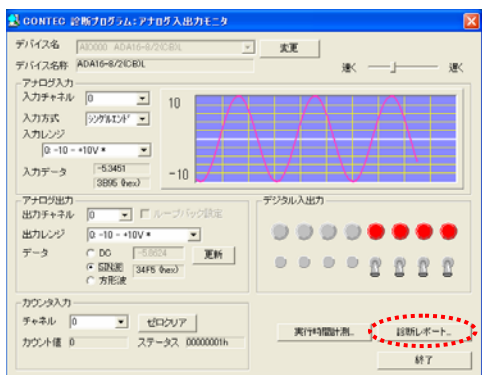 CONTEC 診断プログラム：アナログ入出力モニタ
デバイス名 AIO000 ADA16-8/2(CB)L 変更
デバイス名称 ADA16-8/2(CB)L 速く 遅く
アナログ入力
入力チャネル 0
入力方式 シングルエンド
入力レンジ
0: -10 - +10V *
入力データ -5.3451
3B95 (hex)
10
-10
アナログ出力
出力チャネル 0 ループバック設定
出力レンジ 0: -10 - +10V *
データ DC -5.8624 更新
SIN波 34F5 (hex)
方形波
デジタル入出力
カウンタ入力
チャネル 0 ゼロクリア
カウント値 0 ステータス 00000001h
実行時間計測... 診断レポート...
終了